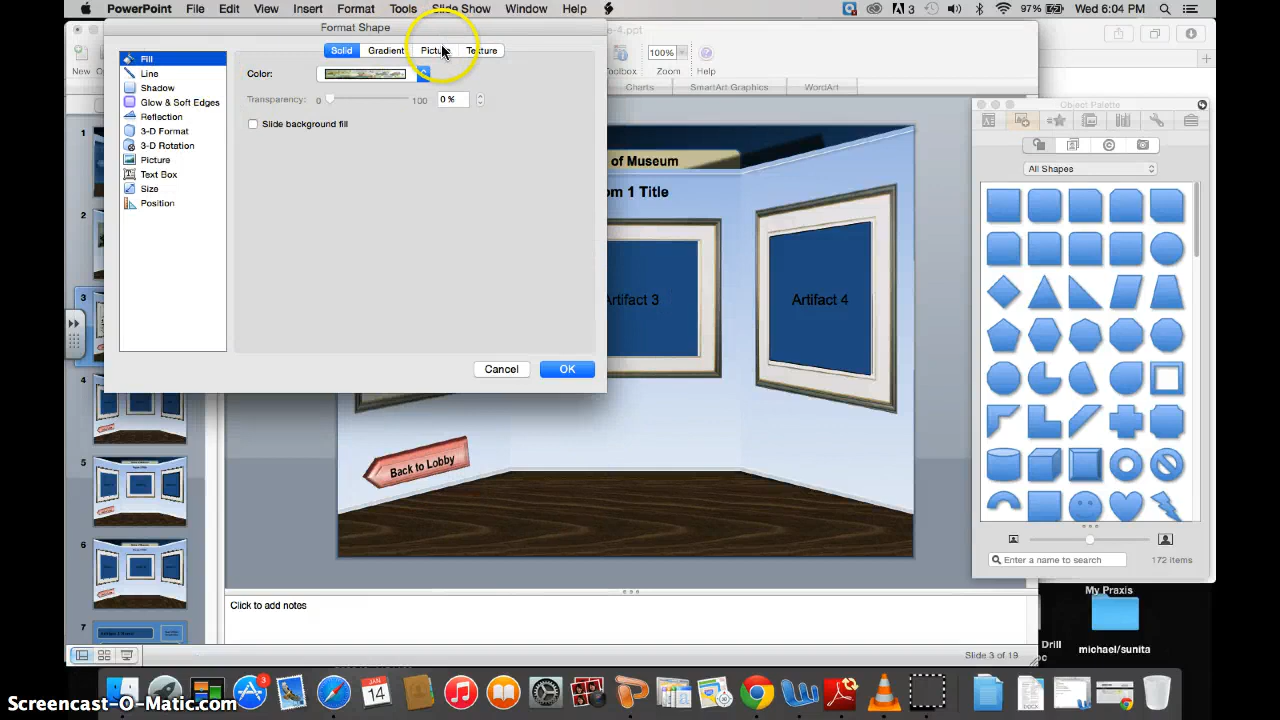 PowerPoint File Edit View Insert Format Tools Slide Show Window Help
3 97% Wed 6:04 PM
Format Shape
e-4.ppt
Solid Gradient Texture
Fill
Line
Shadow
Glow & Soft Edges
Reflection
3-D Format
3-D Rotation
Picture
Text Box
Size
Position
Color:
Transparency: 0 100 0 %
Slide background fill
Cancel OK
New
100%
Zoom Help
Charts SmartArt Graphics WordArt
Object Palette
All Shapes
Enter a name to search 172 items
1
2
3
4
5
6
7
of Museum
om 1 Title
Artifact 3
Artifact 4
Back to Lobby
Click to add notes
Slide 3 of 19
My Praxis
Drill
michael/sunita
JAN
14
3
Screencast-O-Matic.com